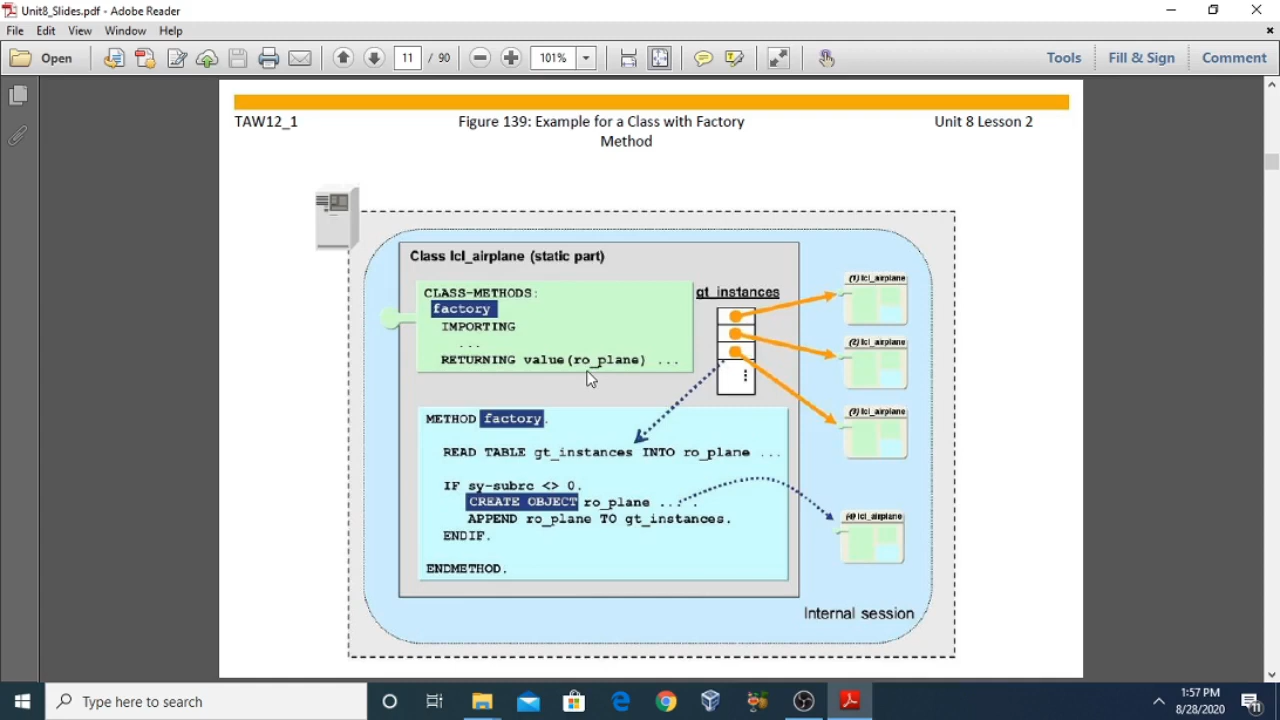 Unit8_Slides.pdf - Adobe Reader
File Edit View Window Help
Open 11 / 90 101% Tools Fill & Sign Comment
TAW12_1 Figure 139: Example for a Class with Factory Unit 8 Lesson 2
Method
Class lcl_airplane (static part)
CLASS-METHODS:
factory
IMPORTING
...
RETURNING value(ro_plane) ...
gt_instances
(1) lcl_airplane
(2) lcl_airplane
(3) lcl_airplane
METHOD factory.
READ TABLE gt_instances INTO ro_plane ...
IF sy-subrc <> 0.
CREATE OBJECT ro_plane ... .
APPEND ro_plane TO gt_instances.
ENDIF.
ENDMETHOD.
(4) lcl_airplane
Internal session
Type here to search
1:57 PM
8/28/2020
11